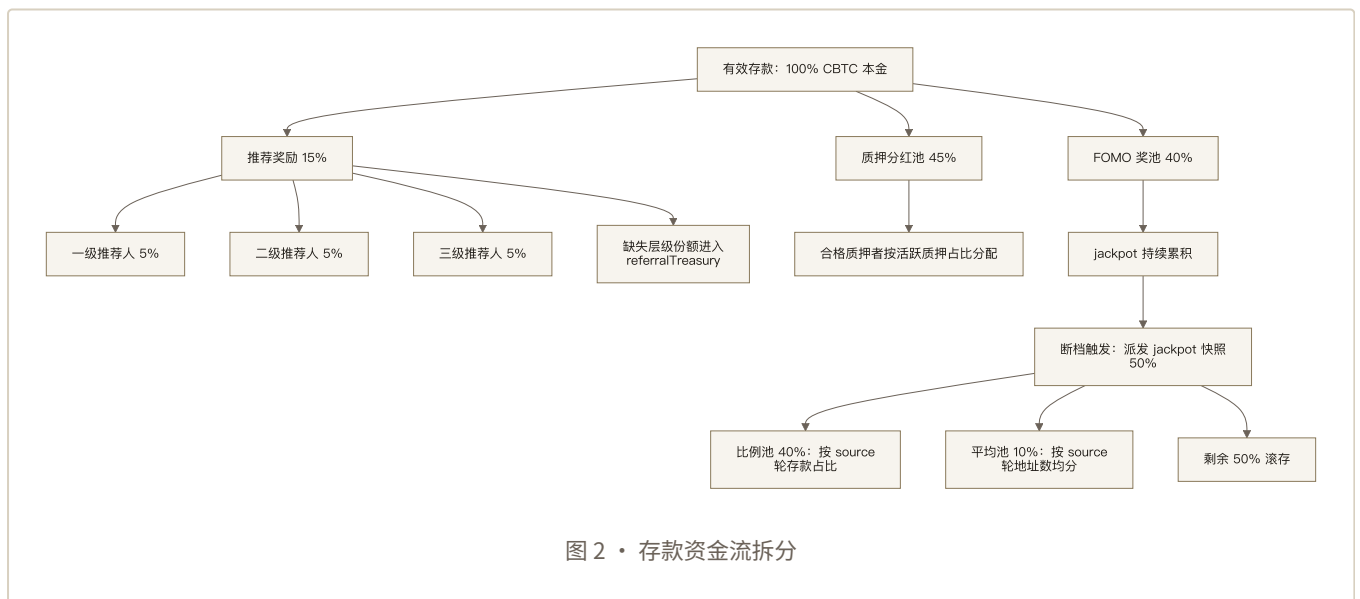 有效存款：100% CBTC 本金
推荐奖励 15%
质押分红池 45%
FOMO 奖池 40%
一级推荐人 5%
二级推荐人 5%
三级推荐人 5%
缺失层级份额进入
referralTreasury
合格质押者按活跃质押占比分配
jackpot 持续累积
断档触发：派发 jackpot 快照
50%
比例池 40%：按 source
轮存款占比
平均池 10%：按 source
轮地址数均分
剩余 50% 滚存
图 2 · 存款资金流拆分